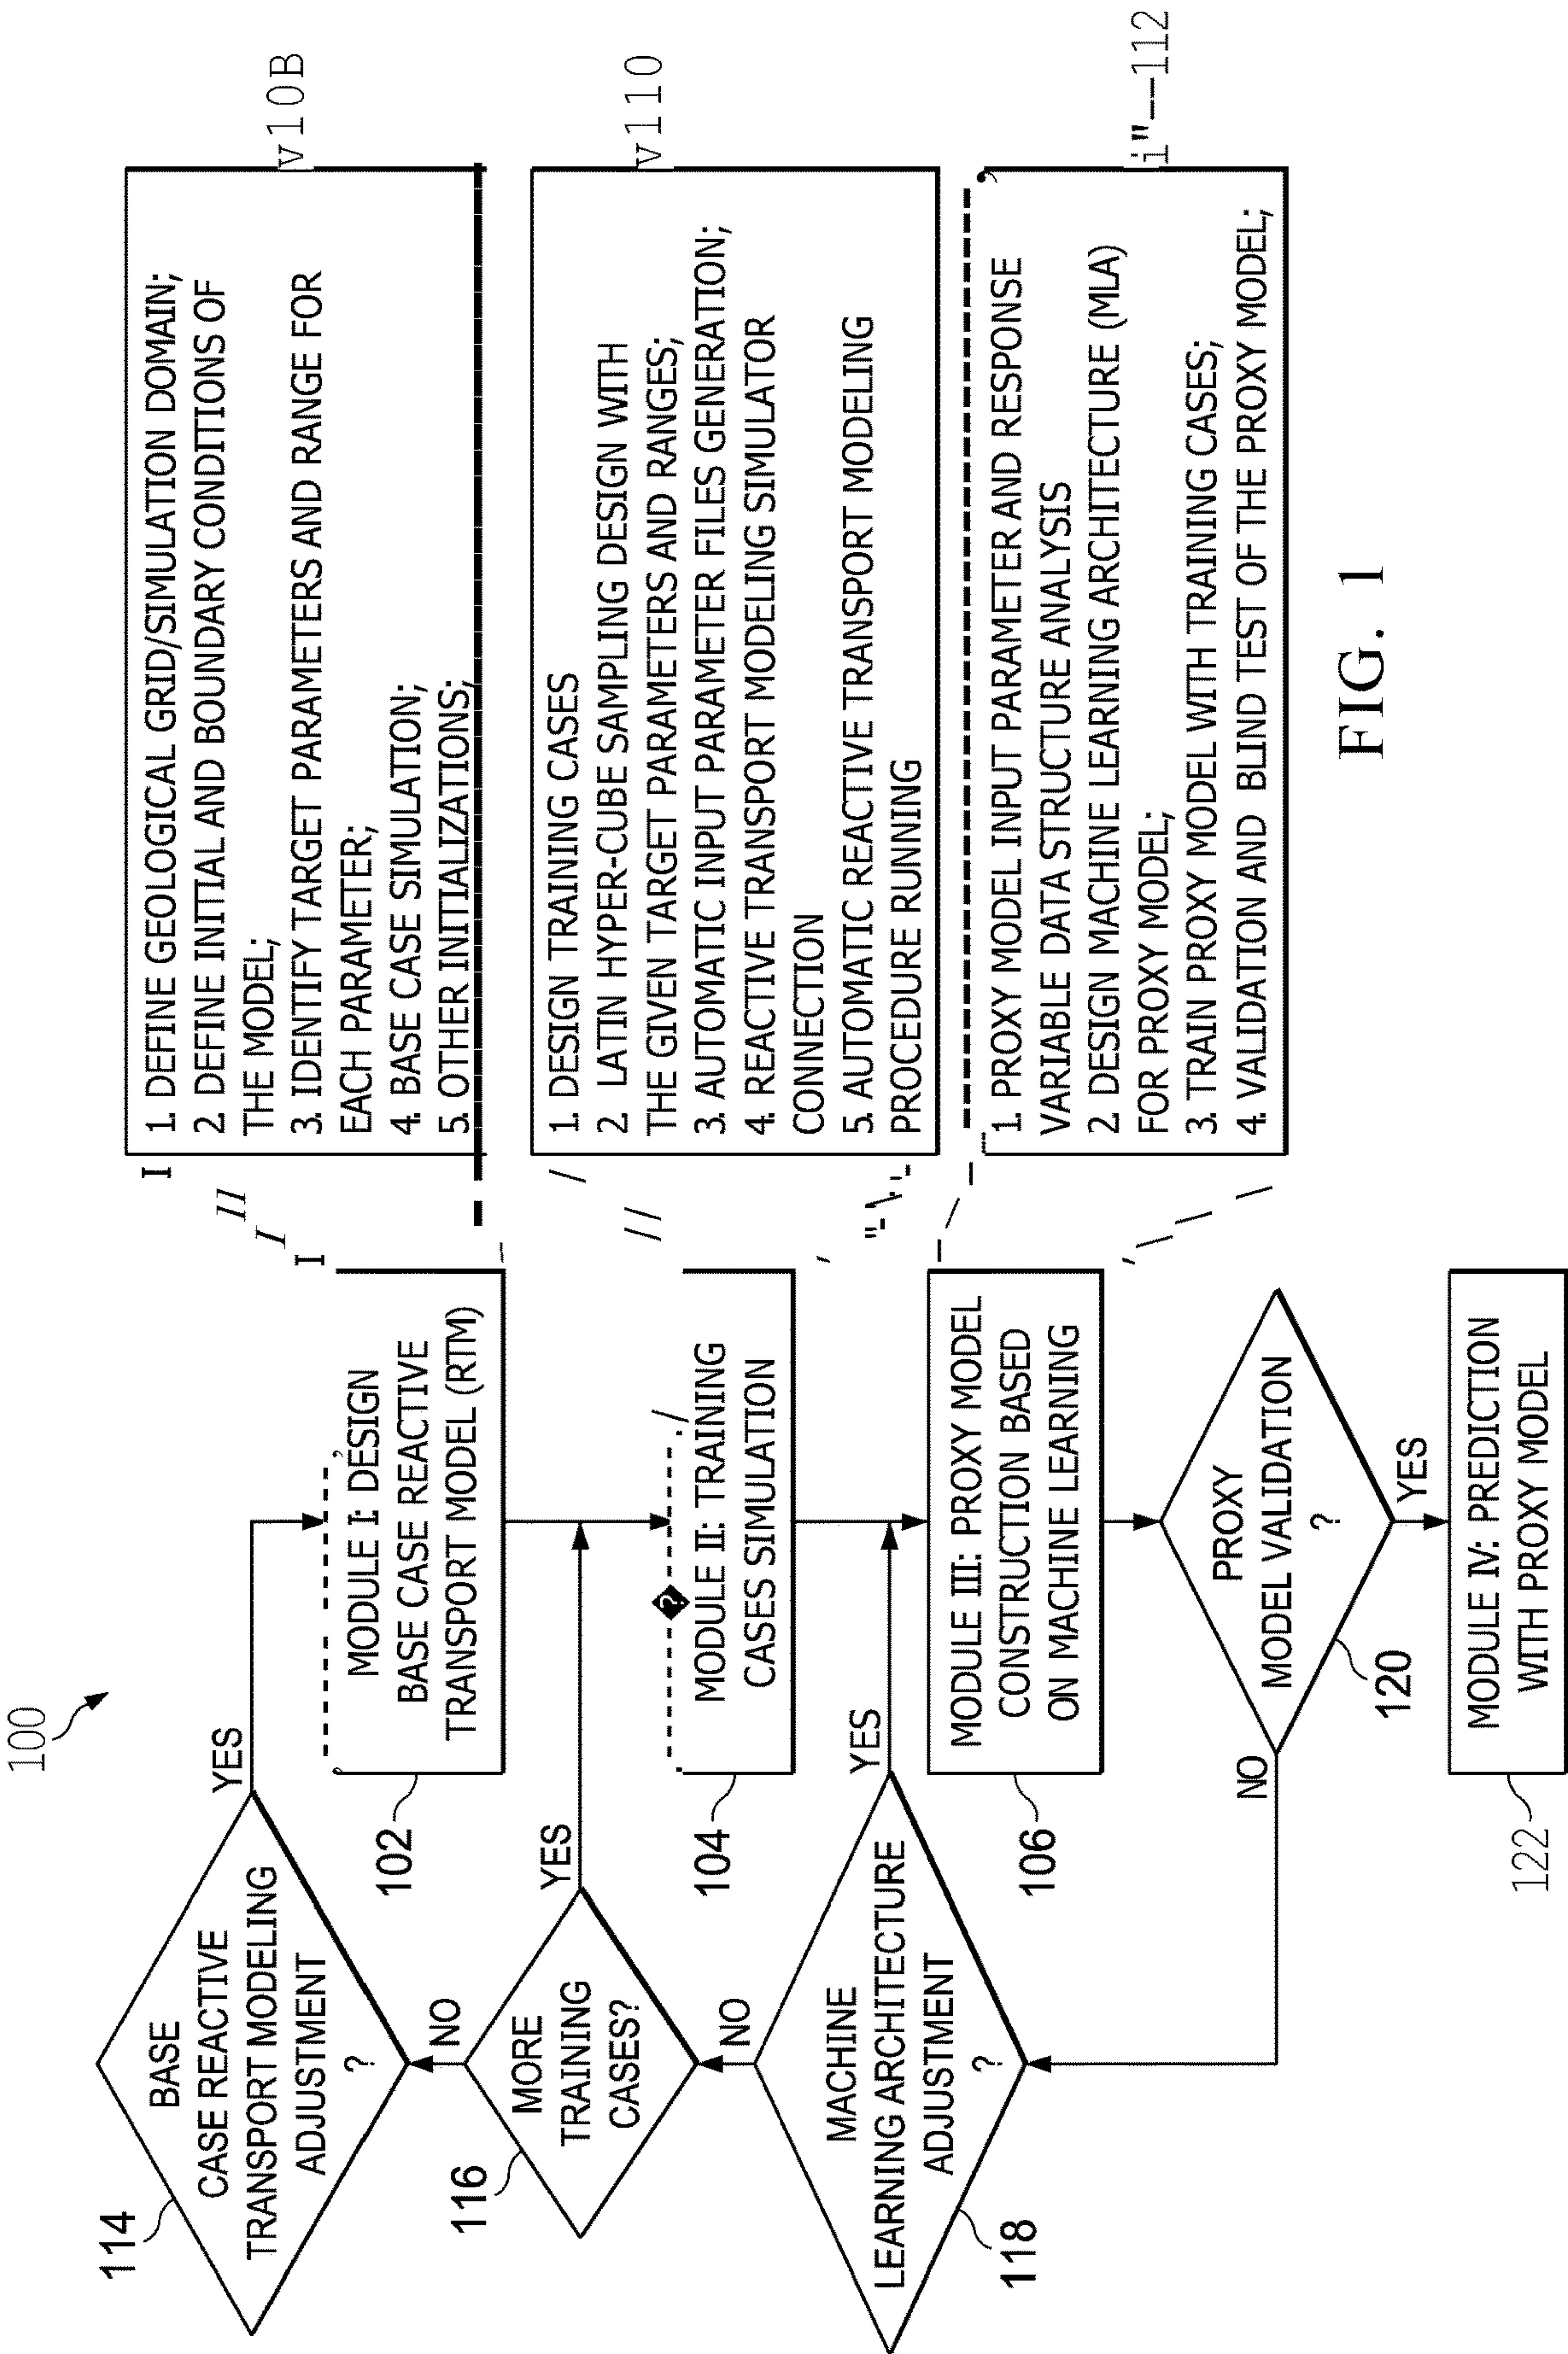 100
114
BASE
CASE REACTIVE
TRANSPORT MODELING
ADJUSTMENT
?
YES
NO
116
MORE
TRAINING
CASES?
YES
NO
118
MACHINE
LEARNING ARCHITECTURE
ADJUSTMENT
?
YES
NO
102
MODULE I: DESIGN
BASE CASE REACTIVE
TRANSPORT MODEL (RTM)
104
MODULE II: TRAINING
CASES SIMULATION
106
MODULE III: PROXY MODEL
CONSTRUCTION BASED
ON MACHINE LEARNING
PROXY
MODEL VALIDATION
?
120
YES
122
MODULE IV: PREDICTION
WITH PROXY MODEL
1. DEFINE GEOLOGICAL GRID/SIMULATION DOMAIN;
2. DEFINE INITIAL AND BOUNDARY CONDITIONS OF
THE MODEL;
3. IDENTIFY TARGET PARAMETERS AND RANGE FOR
EACH PARAMETER;
4. BASE CASE SIMULATION;
5. OTHER INITIALIZATIONS;
v10B
1. DESIGN TRAINING CASES
2. LATIN HYPER-CUBE SAMPLING DESIGN WITH
THE GIVEN TARGET PARAMETERS AND RANGES;
3. AUTOMATIC INPUT PARAMETER FILES GENERATION;
4. REACTIVE TRANSPORT MODELING SIMULATOR
CONNECTION
5. AUTOMATIC REACTIVE TRANSPORT MODELING
PROCEDURE RUNNING
v110
1. PROXY MODEL INPUT PARAMETER AND RESPONSE
VARIABLE DATA STRUCTURE ANALYSIS
2. DESIGN MACHINE LEARNING ARCHITECTURE (MLA)
FOR PROXY MODEL;
3. TRAIN PROXY MODEL WITH TRAINING CASES;
4. VALIDATION AND BLIND TEST OF THE PROXY MODEL;
i"--112
FIG. 1